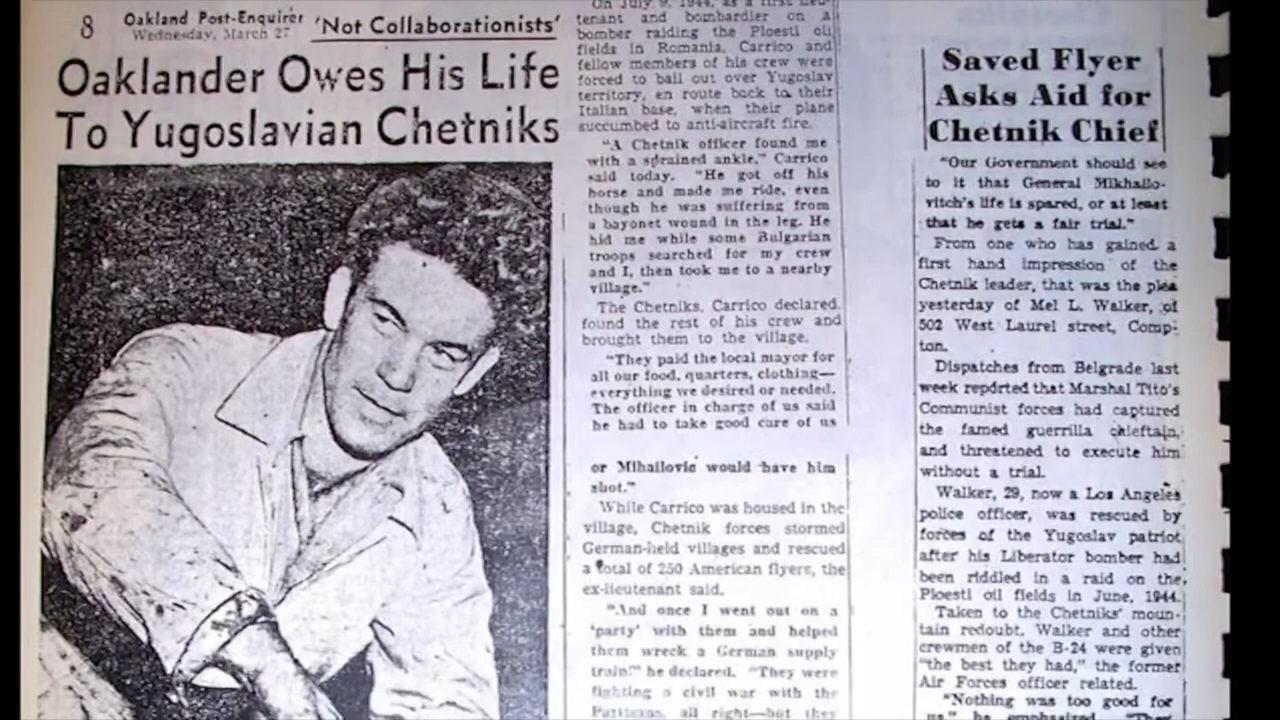 8
Oakland Post-Enquirer
Wednesday, March 27
'Not Collaborationists'
Oaklander Owes His Life
To Yugoslavian Chetniks
On July 9, 1944, as a first lieu-
tenant and bombardier on a
bomber raiding the Ploesti oil
fields in Romania, Carrico and
fellow members of his crew were
forced to bail out over Yugoslav
territory, en route back to their
Italian base, when their plane
succumbed to anti-aircraft fire.
"A Chetnik officer found me
with a sprained ankle," Carrico
said today. "He got off his
horse and made me ride, even
though he was suffering from
a bayonet wound in the leg. He
hid me while some Bulgarian
troops searched for my crew
and I, then took me to a nearby
village."
The Chetniks, Carrico declared,
found the rest of his crew and
brought them to the village.
"They paid the local mayor for
all our food, quarters, clothing—
everything we desired or needed.
The officer in charge of us said
he had to take good care of us
or Mihailovic would have him
shot."
While Carrico was housed in the
village, Chetnik forces stormed
German-held villages and rescued
a total of 250 American flyers, the
ex-lieutenant said.
"And once I went out on a
'party' with them and helped
them wreck a German supply
train!" he declared. "They were
fighting a civil war with the
Partisans, all right—but they
Saved Flyer
Asks Aid for
Chetnik Chief
"Our Government should see
to it that General Mikhailo-
vitch's life is spared, or at least
that he gets a fair trial."
From one who has gained a
first hand impression of the
Chetnik leader, that was the plea
yesterday of Mel L. Walker, of
502 West Laurel street, Comp-
ton.
Dispatches from Belgrade last
week repdrted that Marshal Tito's
Communist forces had captured
the famed guerrilla chieftain,
and threatened to execute him
without a trial.
Walker, 29, now a Los Angeles
police officer, was rescued by
forces of the Yugoslav patriot
after his Liberator bomber had
been riddled in a raid on the
Ploesti oil fields in June, 1944.
Taken to the Chetniks' moun-
tain redoubt, Walker and other
crewmen of the B-24 were given
"the best they had," the former
Air Forces officer related.
"Nothing was too good for
us," he emphasized. "They